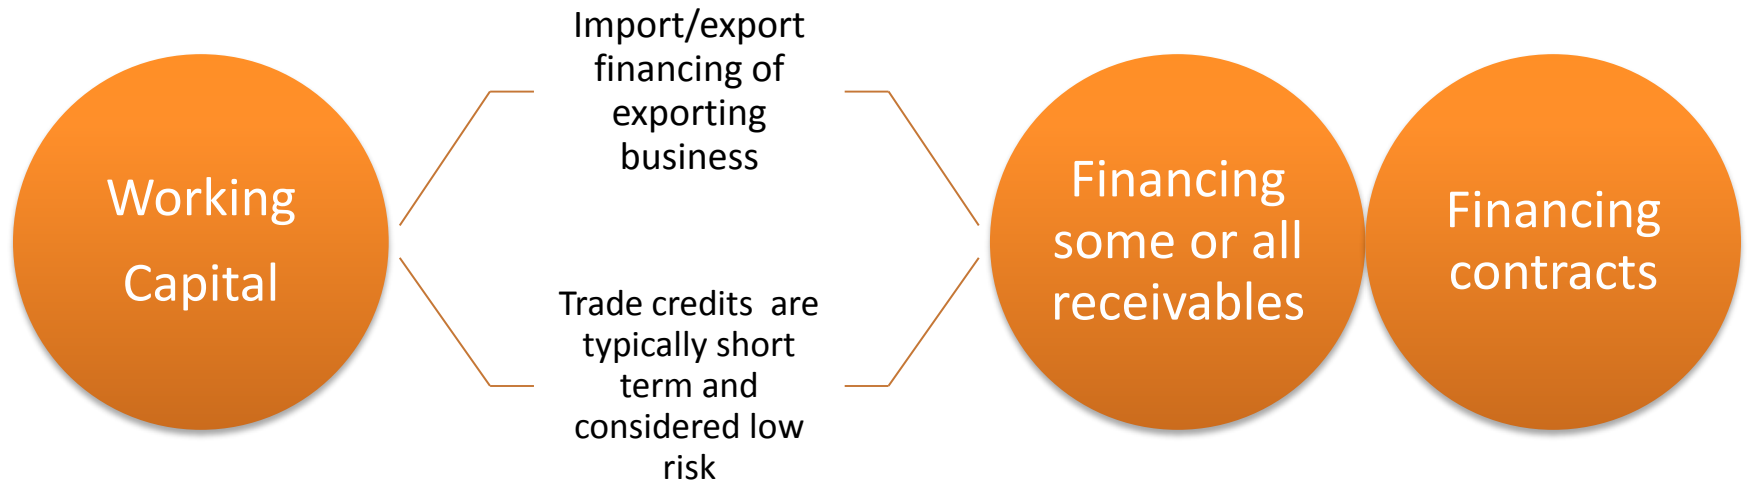 Working
Capital
Import/export
financing of
exporting
business
Trade credits  are
typically short
term and
considered low
risk
Financing
some or all
receivables
Financing
contracts